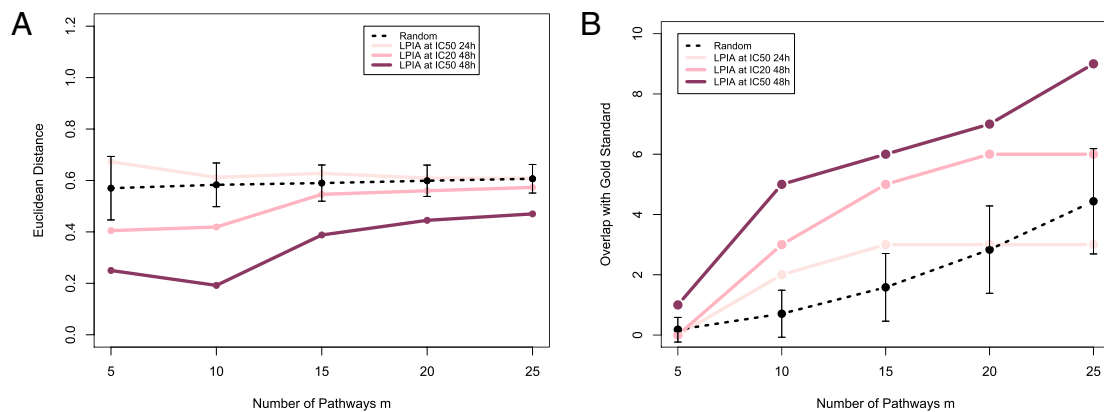 A
Euclidean Distance
1.2
1.0
0.8
0.6
0.4
0.2
0.0
Random
LPIA at IC50 24h
LPIA at IC20 48h
LPIA at IC50 48h
5 10 15 20 25
Number of Pathways m
B
Overlap with Gold Standard
10
8
6
4
2
0
Random
LPIA at IC50 24h
LPIA at IC20 48h
LPIA at IC50 48h
5 10 15 20 25
Number of Pathways m